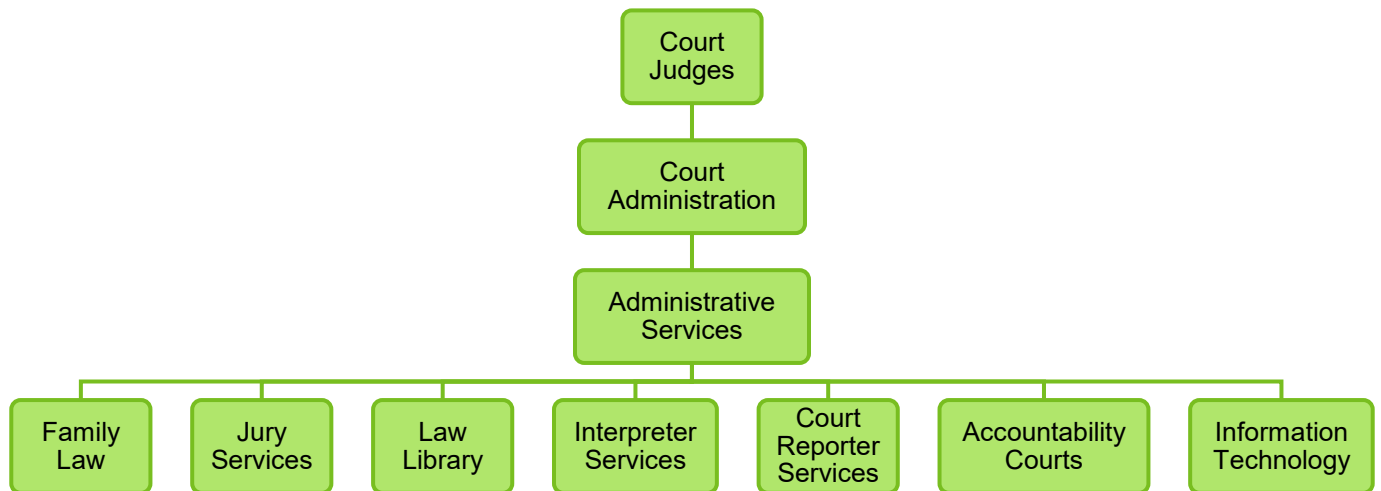 Court
Judges
Court
Administration
Administrative
Services
Family
Law
Jury
Services
Law
Library
Interpreter
Services
Court
Reporter
Services
Accountability
Courts
Information
Technology